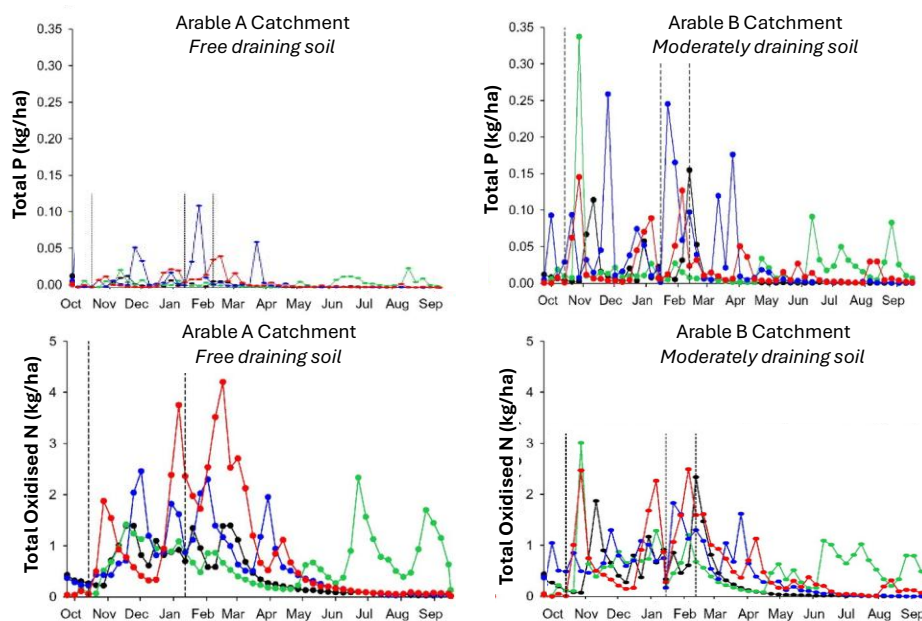 Arable A Catchment
Free draining soil
Total P (kg/ha)
0.35
0.30
0.25
0.20
0.15
0.10
0.05
0.00
Oct Nov Dec Jan Feb Mar Apr May Jun Jul Aug Sep
Arable B Catchment
Moderately draining soil
Total P (kg/ha)
0.35
0.30
0.25
0.20
0.15
0.10
0.05
0.00
Oct Nov Dec Jan Feb Mar Apr May Jun Jul Aug Sep
Arable A Catchment
Free draining soil
Total Oxidised N (kg/ha)
5
4
3
2
1
0
Oct Nov Dec Jan Feb Mar Apr May Jun Jul Aug Sep
Arable B Catchment
Moderately draining soil
Total Oxidised N (kg/ha)
5
4
3
2
1
0
Oct Nov Dec Jan Feb Mar Apr May Jun Jul Aug Sep